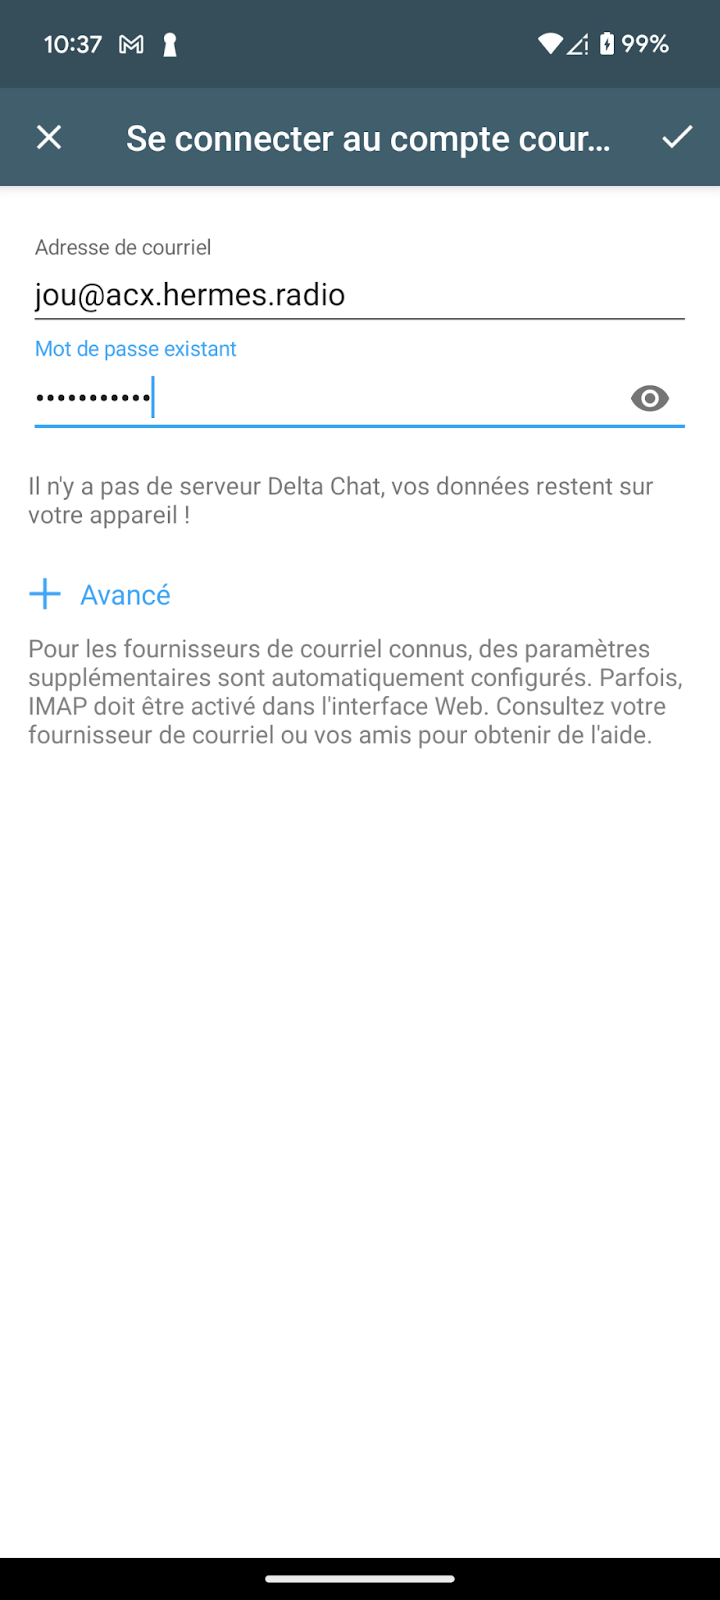 10:37 99%
Se connecter au compte cour...
Adresse de courriel
jou@acx.hermes.radio
Mot de passe existant
•••••••••••
Il n'y a pas de serveur Delta Chat, vos données restent sur
votre appareil !
Avancé
Pour les fournisseurs de courriel connus, des paramètres
supplémentaires sont automatiquement configurés. Parfois,
IMAP doit être activé dans l'interface Web. Consultez votre
fournisseur de courriel ou vos amis pour obtenir de l'aide.